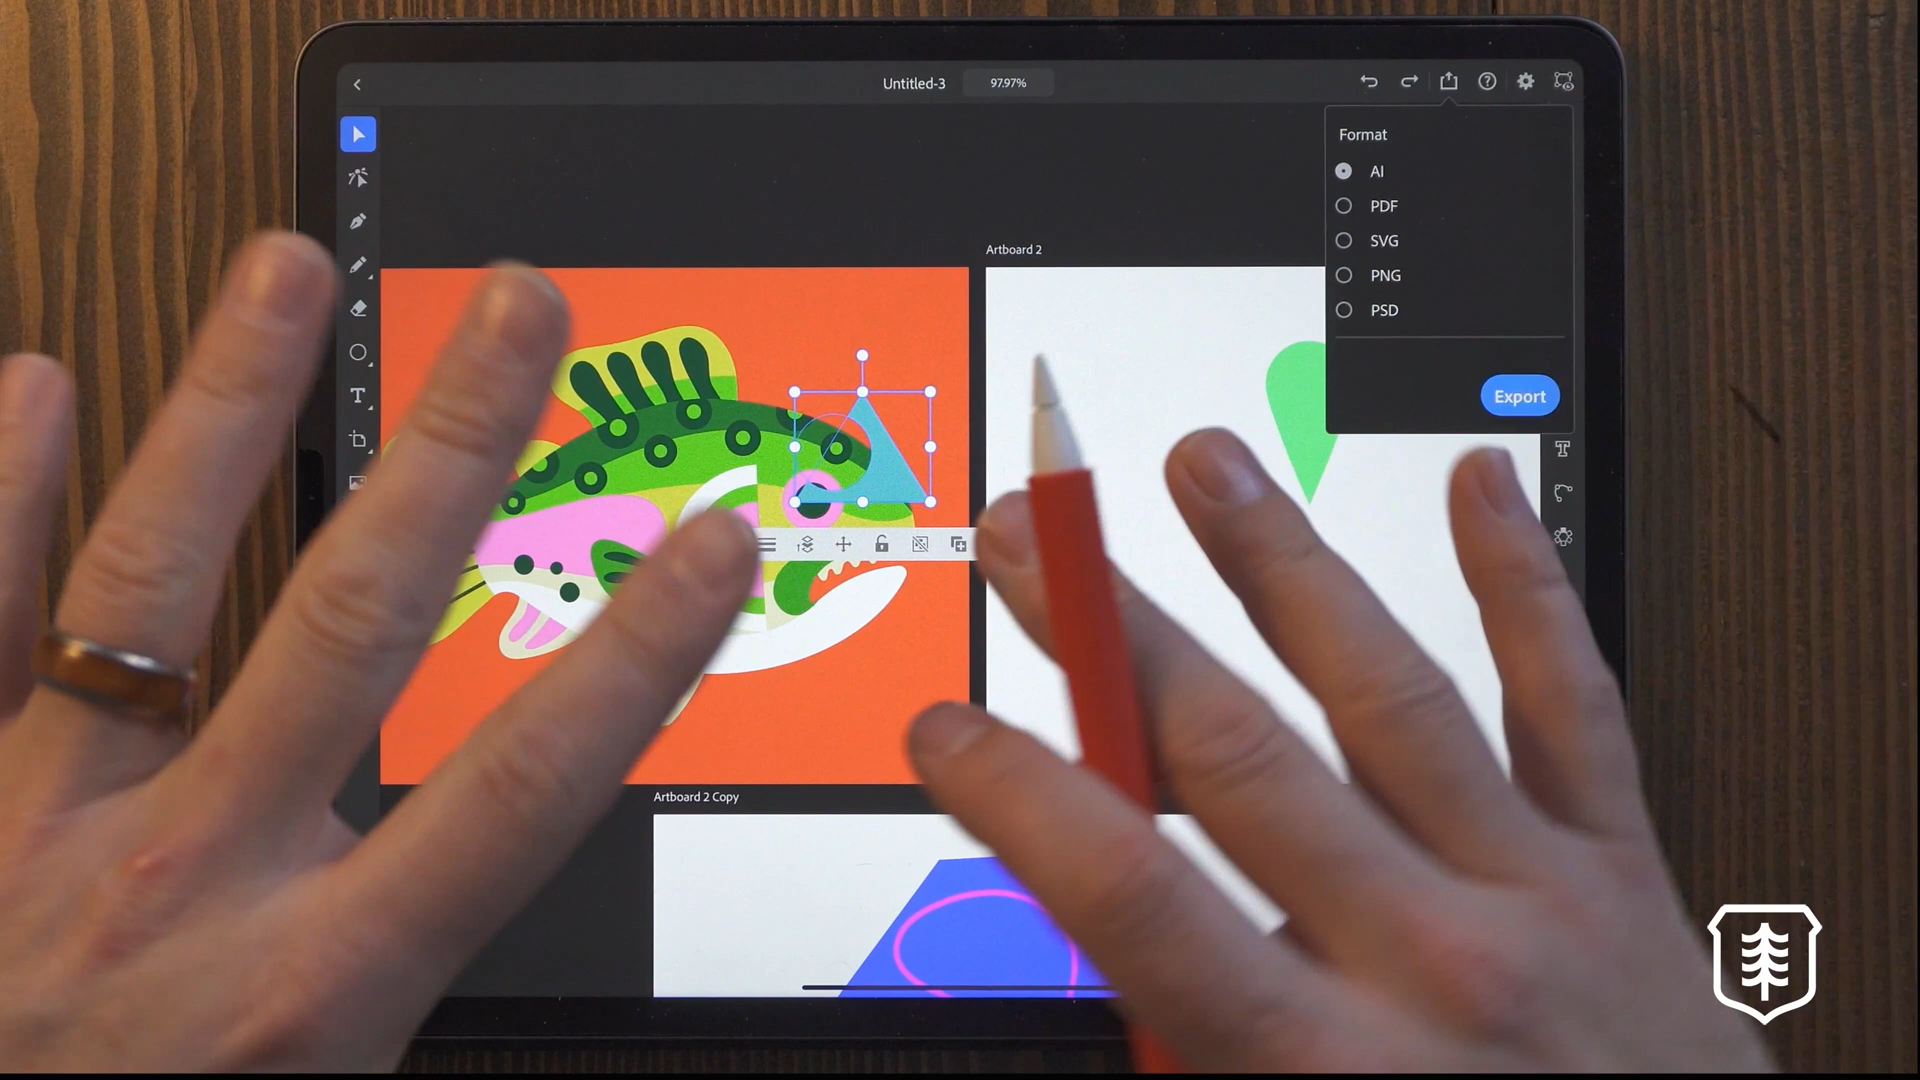 Untitled-3
97.97%
Format
AI
PDF
SVG
PNG
PSD
Export
Artboard 2
Artboard 2 Copy